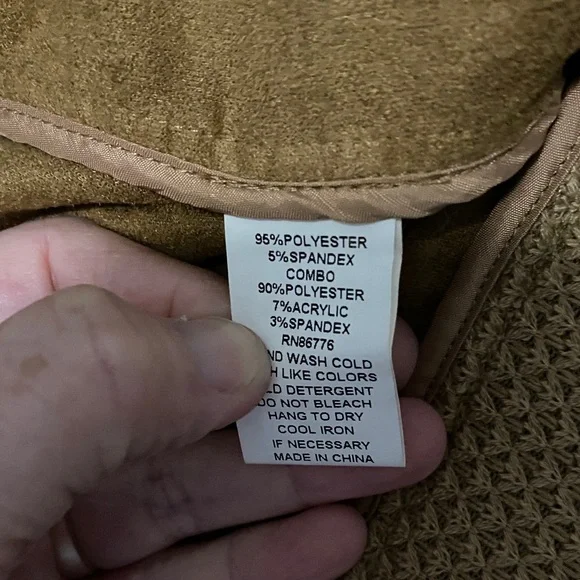 95%POLYESTER
5%SPANDEX
COMBO
90%POLYESTER
7%ACRYLIC
3%SPANDEX
RN86776
WASH COLD
LIKE COLORS
DETERGENT
DO NOT BLEACH
HANG TO DRY
COOL IRON
IF NECESSARY
MADE IN CHINA